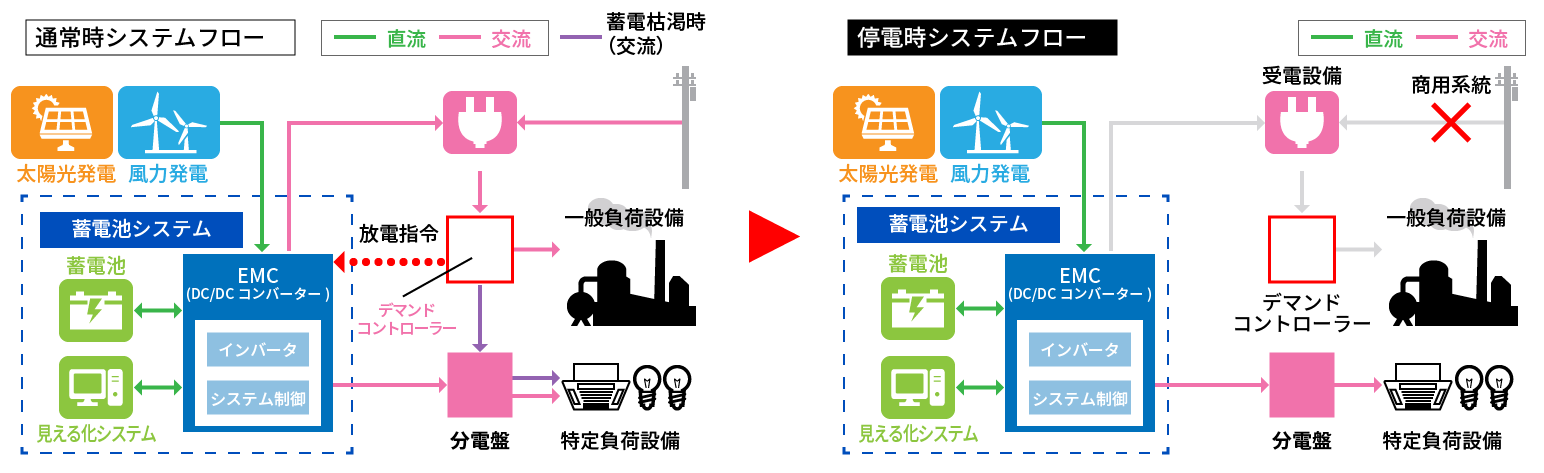 通常時システムフロー
直流
交流
蓄電枯渇時
(交流)
太陽光発電
風力発電
蓄電池システム
蓄電池
EMC
(DC/DC コンバーター)
インバータ
システム制御
見える化システム
放電指令
デマンド
コントローラー
一般負荷設備
分電盤
特定負荷設備
停電時システムフロー
直流
交流
受電設備
商用系統
太陽光発電
風力発電
蓄電池システム
蓄電池
EMC
(DC/DC コンバーター)
インバータ
システム制御
見える化システム
一般負荷設備
デマンド
コントローラー
分電盤
特定負荷設備